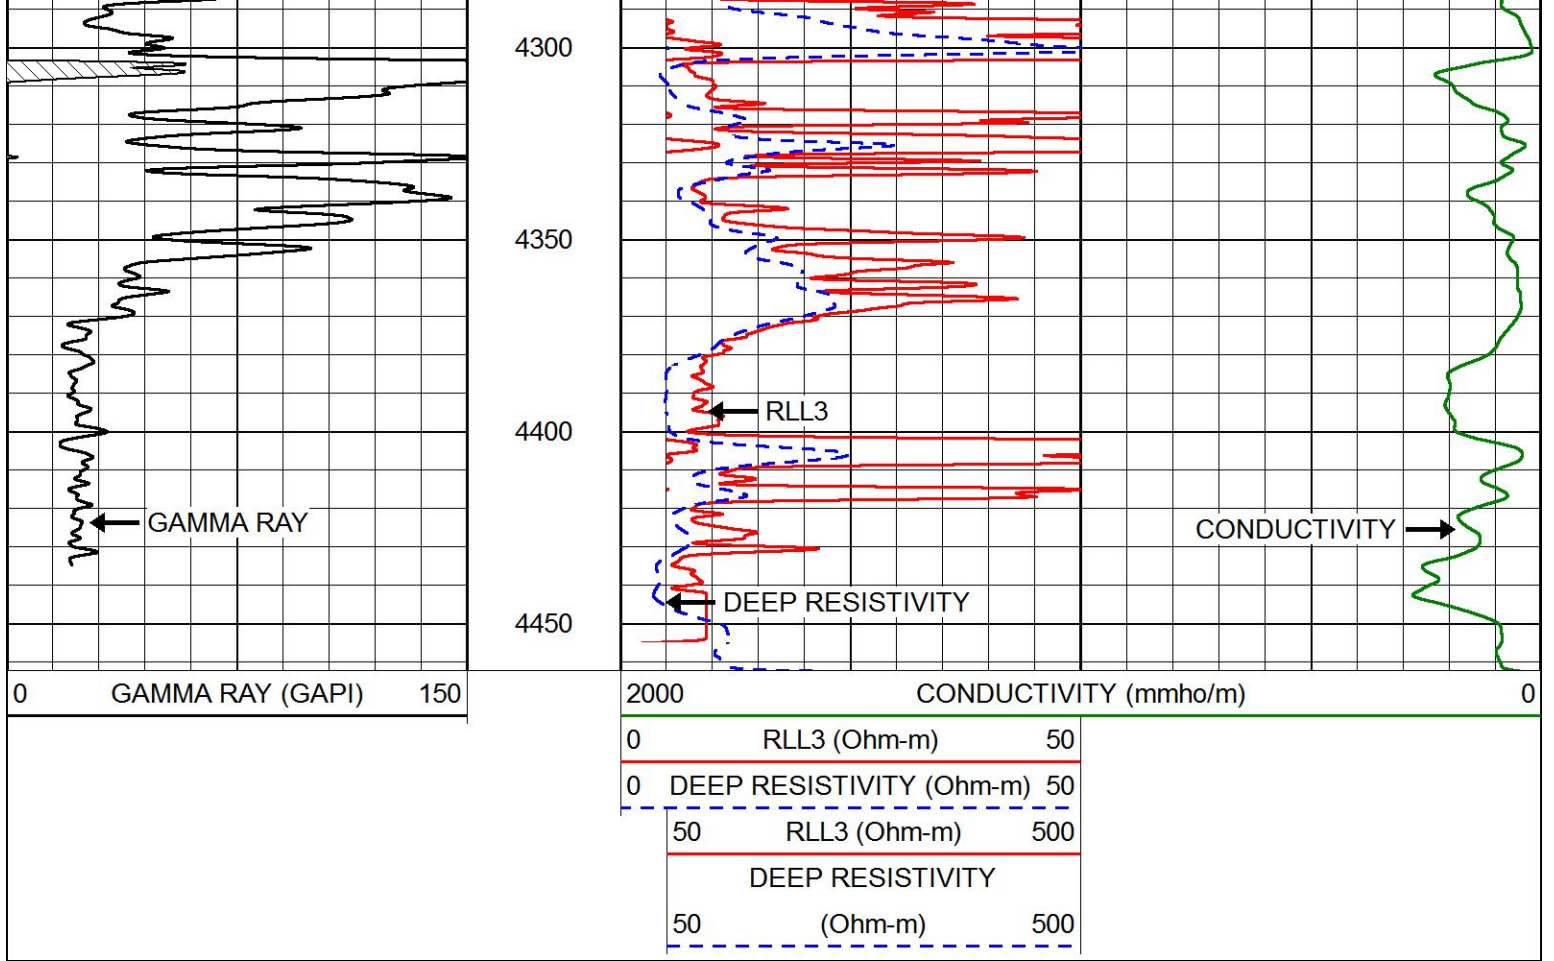 4300
4350
4400
4450
RLL3
GAMMA RAY
CONDUCTIVITY
DEEP RESISTIVITY
0 GAMMA RAY (GAPI) 150
2000 CONDUCTIVITY (mmho/m) 0
0 RLL3 (Ohm-m) 50
0 DEEP RESISTIVITY (Ohm-m) 50
50 RLL3 (Ohm-m) 500
DEEP RESISTIVITY
50 (Ohm-m) 500